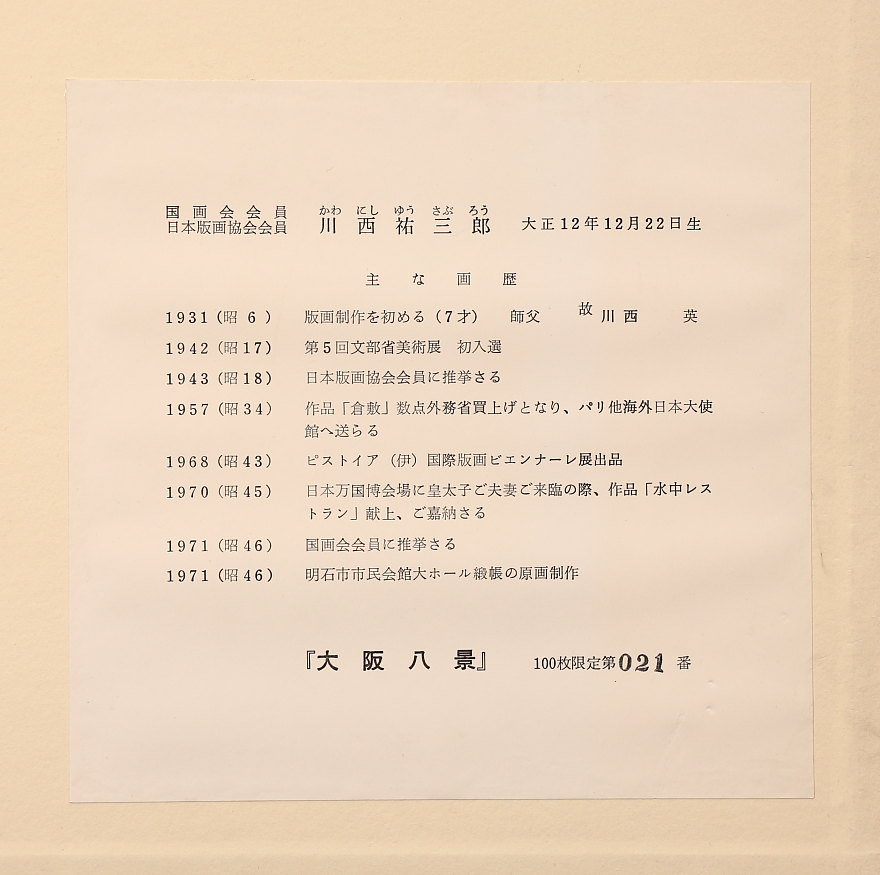 国画会会員
日本版画協会会員
かわ にし ゆう さぶ ろう
川西祐三郎 大正12年12月22日生
主な画歴
1931(昭 6 ) 版画制作を初める(7才) 師父 故 川西 英
1942(昭17) 第5回文部省美術展 初入選
1943(昭18) 日本版画協会会員に推挙さる
1957(昭34) 作品「倉敷」数点外務省買上げとなり、パリ他海外日本大使
館へ送らる
1968(昭43) ピストイア(伊)国際版画ビエンナーレ展出品
1970(昭45) 日本万国博会場に皇太子ご夫妻ご来臨の際、作品「水中レス
トラン」献上、ご嘉納さる
1971(昭46) 国画会会員に推挙さる
1971(昭46) 明石市市民会館大ホール緞帳の原画制作
『大阪八景』 100枚限定第021番